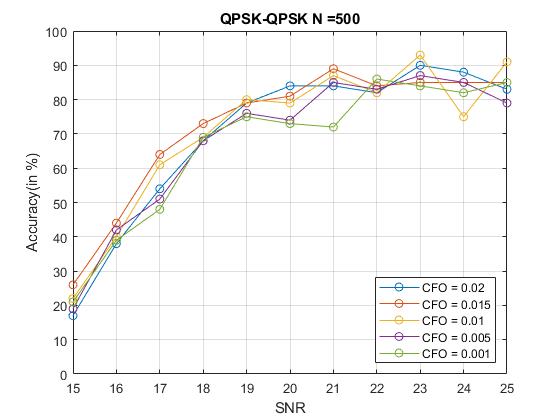 QPSK-QPSK N =500
100
90
80
70
60
50
40
30
20
10
0
Accuracy(in %)
CFO = 0.02
CFO = 0.015
CFO = 0.01
CFO = 0.005
CFO = 0.001
15 16 17 18 19 20 21 22 23 24 25
SNR